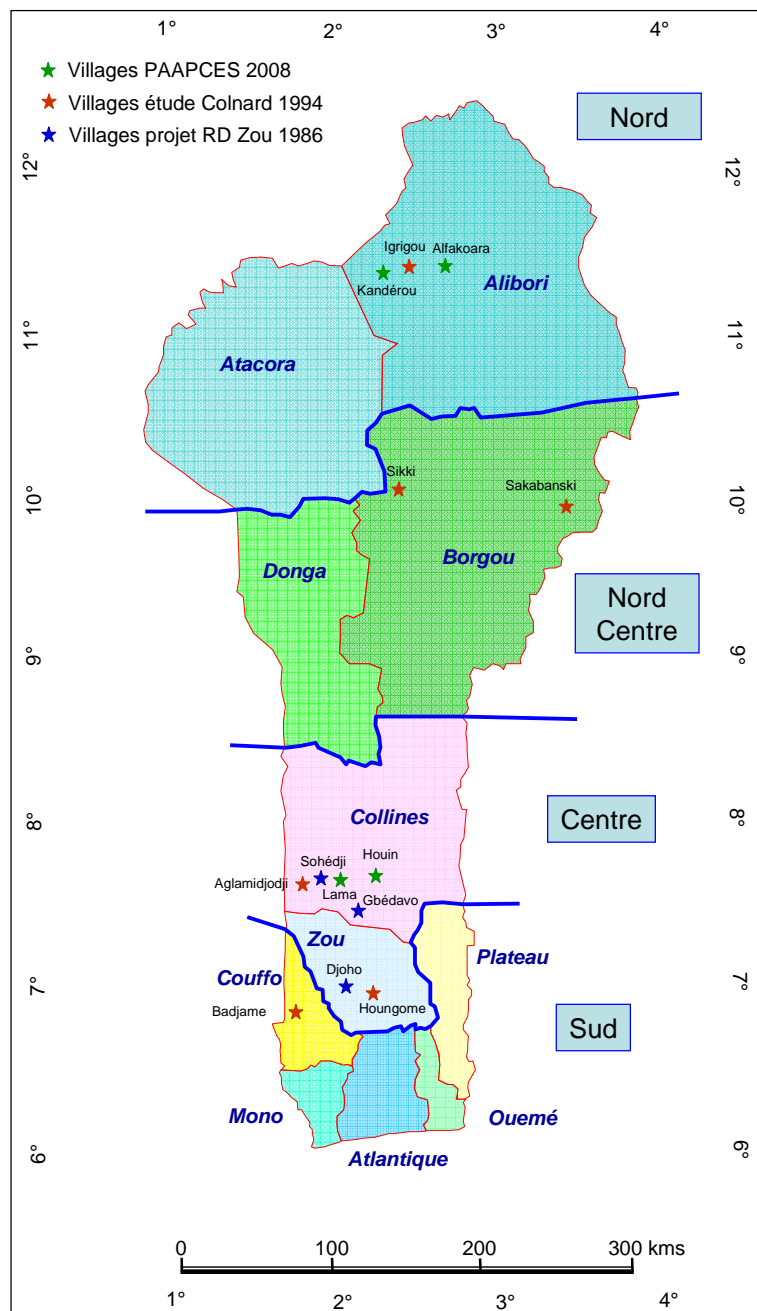 1°
2°
3°
4°
Villages PAAPCES 2008
Villages étude Colnard 1994
Villages projet RD Zou 1986
Nord
12°
12°
Igrigou
Alfakoara
Kandérou
Alibori
11°
11°
Atacora
Sikki
Sakabanski
10°
10°
Donga
Borgou
Nord
Centre
9°
9°
8°
8°
Collines
Centre
Sohédji
Houin
Aglamidjodji
Lama
Gbédavo
Zou
Plateau
Couffo
Djoho
7°
7°
Badjame
Houngome
Sud
Mono
Ouemé
Atlantique
6°
6°
0
100
200
300 kms
1°
2°
3°
4°